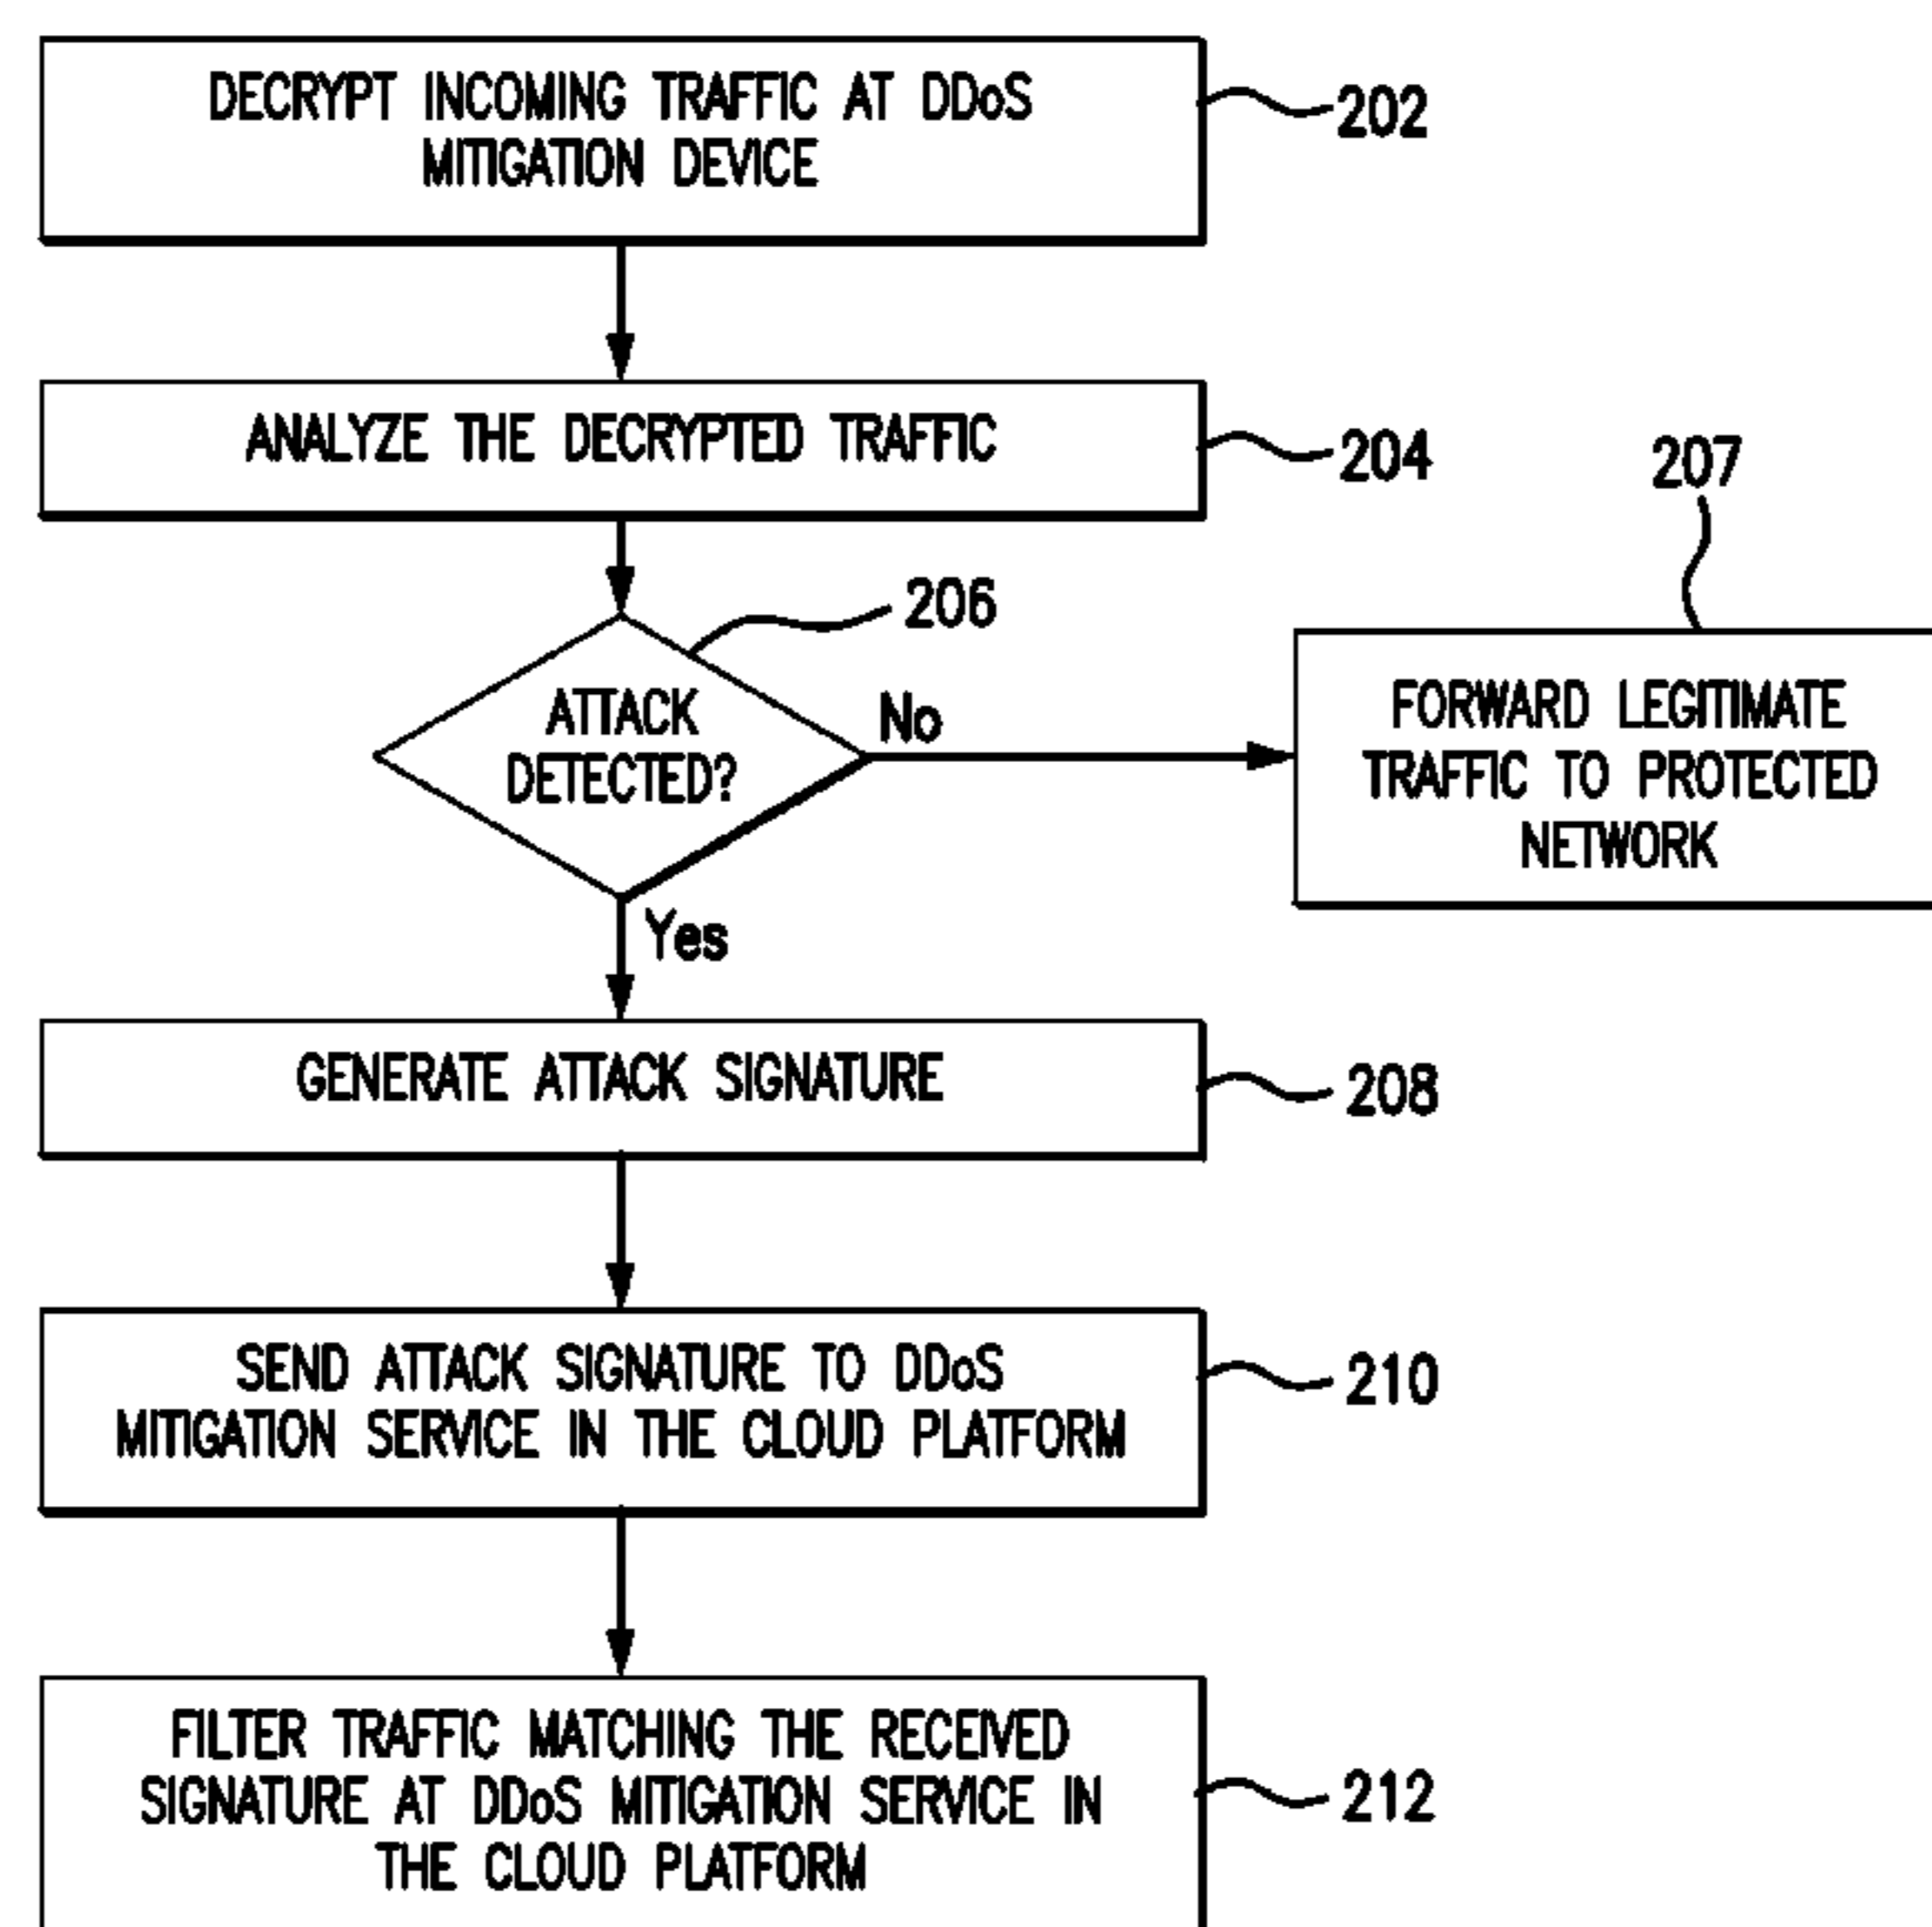 DECRYPT INCOMING TRAFFIC AT DDoS
MITIGATION DEVICE
202
ANALYZE THE DECRYPTED TRAFFIC
204
207
206
ATTACK
DETECTED?
No
FORWARD LEGITIMATE
TRAFFIC TO PROTECTED
NETWORK
Yes
GENERATE ATTACK SIGNATURE
208
SEND ATTACK SIGNATURE TO DDoS
MITIGATION SERVICE IN THE CLOUD PLATFORM
210
FILTER TRAFFIC MATCHING THE RECEIVED
SIGNATURE AT DDoS MITIGATION SERVICE IN
THE CLOUD PLATFORM
212